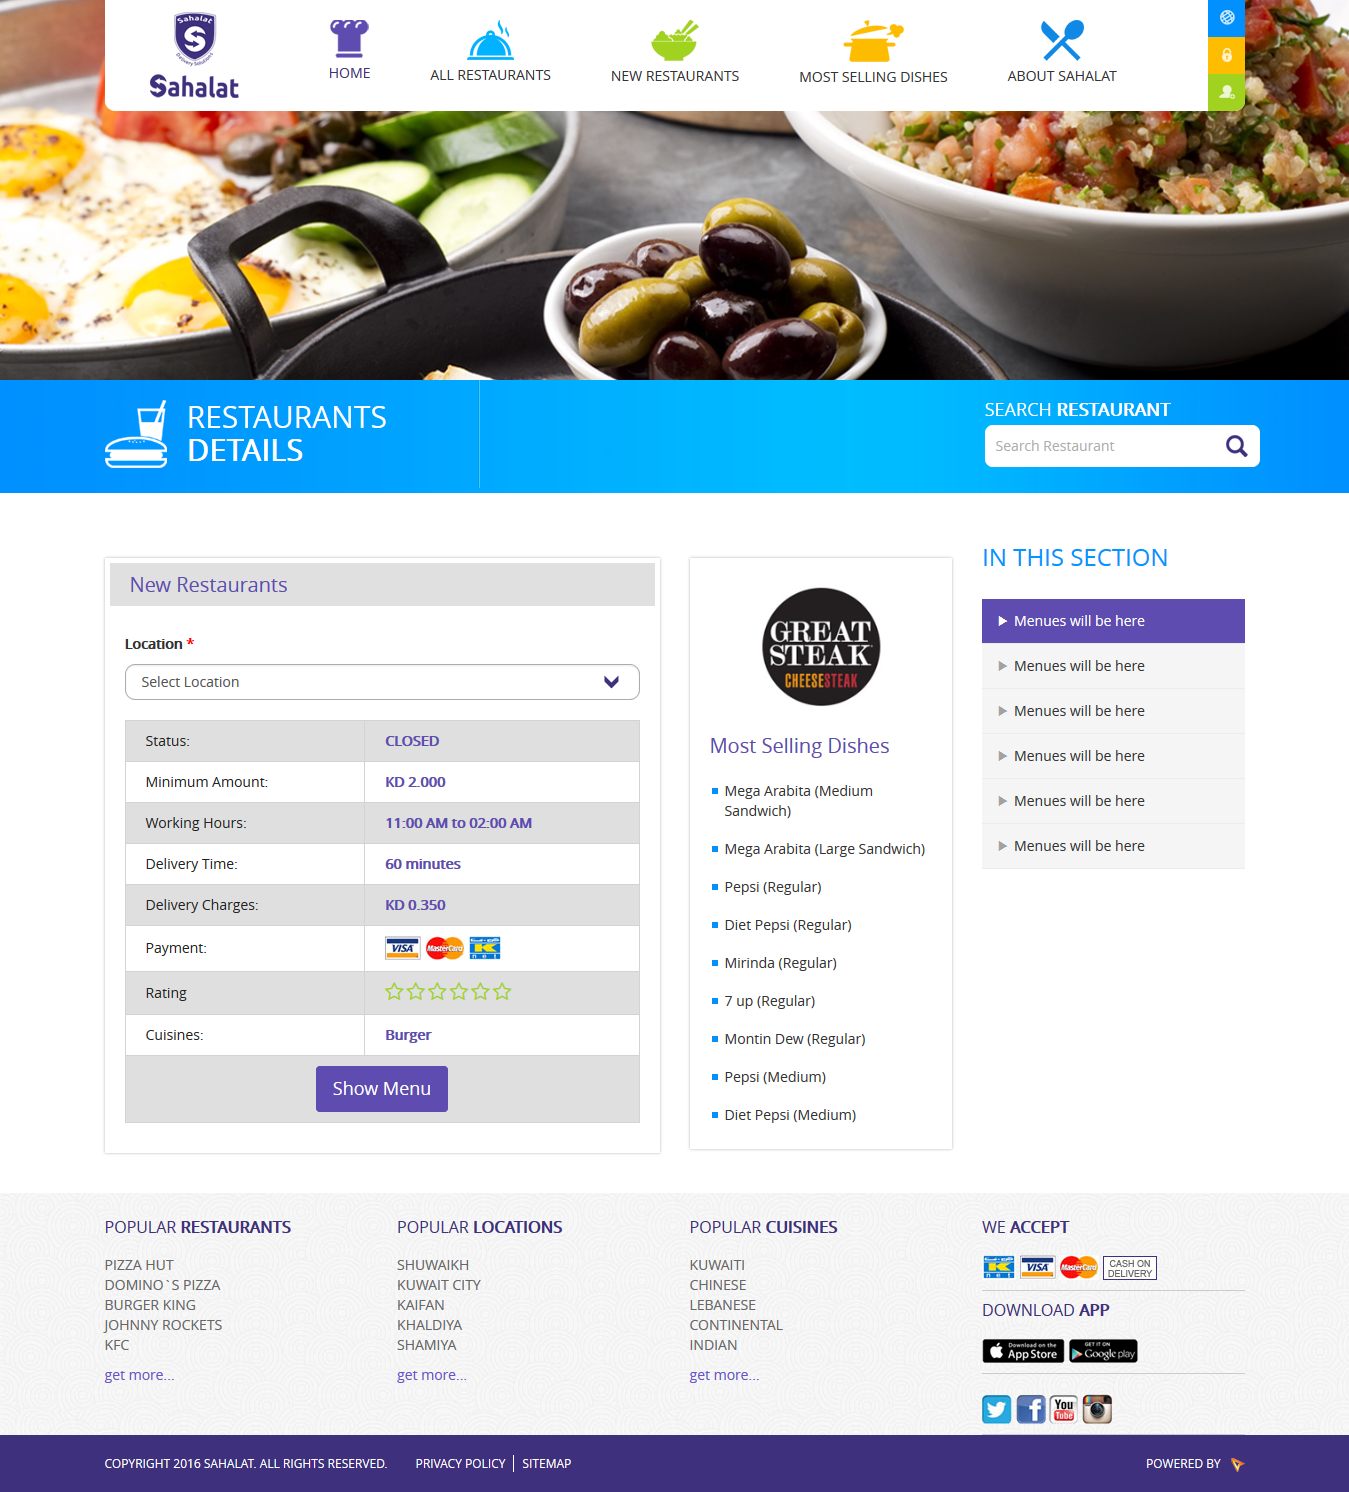 Sahalat
Delivery Solutions
Sahalat
HOME
ALL RESTAURANTS
NEW RESTAURANTS
MOST SELLING DISHES
ABOUT SAHALAT
RESTAURANTS
DETAILS
SEARCH RESTAURANT
Search Restaurant
New Restaurants
Location *
Select Location
Status: CLOSED
Minimum Amount: KD 2.000
Working Hours: 11:00 AM to 02:00 AM
Delivery Time: 60 minutes
Delivery Charges: KD 0.350
Payment: VISA MasterCard K net
Rating
Cuisines: Burger
Show Menu
GREAT
STEAK
CHEESESTEAK
Most Selling Dishes
Mega Arabita (Medium
Sandwich)
Mega Arabita (Large Sandwich)
Pepsi (Regular)
Diet Pepsi (Regular)
Mirinda (Regular)
7 up (Regular)
Montin Dew (Regular)
Pepsi (Medium)
Diet Pepsi (Medium)
IN THIS SECTION
Menues will be here
Menues will be here
Menues will be here
Menues will be here
Menues will be here
Menues will be here
POPULAR RESTAURANTS
PIZZA HUT
DOMINO`S PIZZA
BURGER KING
JOHNNY ROCKETS
KFC
get more...
POPULAR LOCATIONS
SHUWAIKH
KUWAIT CITY
KAIFAN
KHALDIYA
SHAMIYA
get more...
POPULAR CUISINES
KUWAITI
CHINESE
LEBANESE
CONTINENTAL
INDIAN
get more...
WE ACCEPT
K net VISA MasterCard CASH ON
DELIVERY
DOWNLOAD APP
Download on the
App Store
GET IT ON
Google play
You
Tube
COPYRIGHT 2016 SAHALAT. ALL RIGHTS RESERVED.
PRIVACY POLICY
SITEMAP
POWERED BY